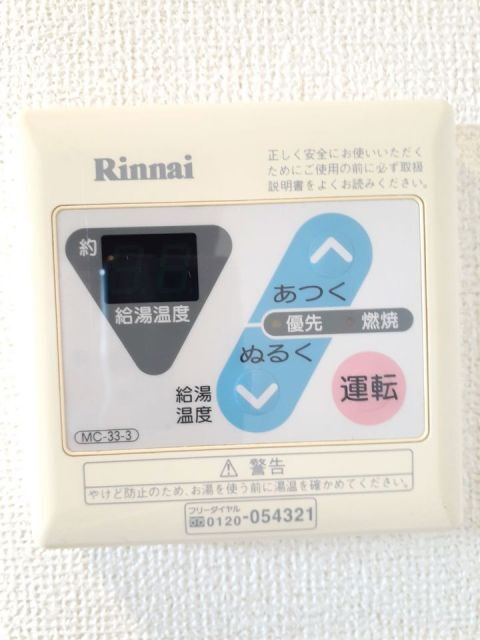 Rinnai
正しく安全にお使いいただく
ためにご使用の前に必ず取扱
説明書をよくお読みください。
約
給湯温度
あつく
優先 燃焼
ぬるく
給湯
温度
運転
MC-33-3
⚠ 警告
やけど防止のため、お湯を使う前に湯温を確かめてください。
フリーダイヤル
0120-054321